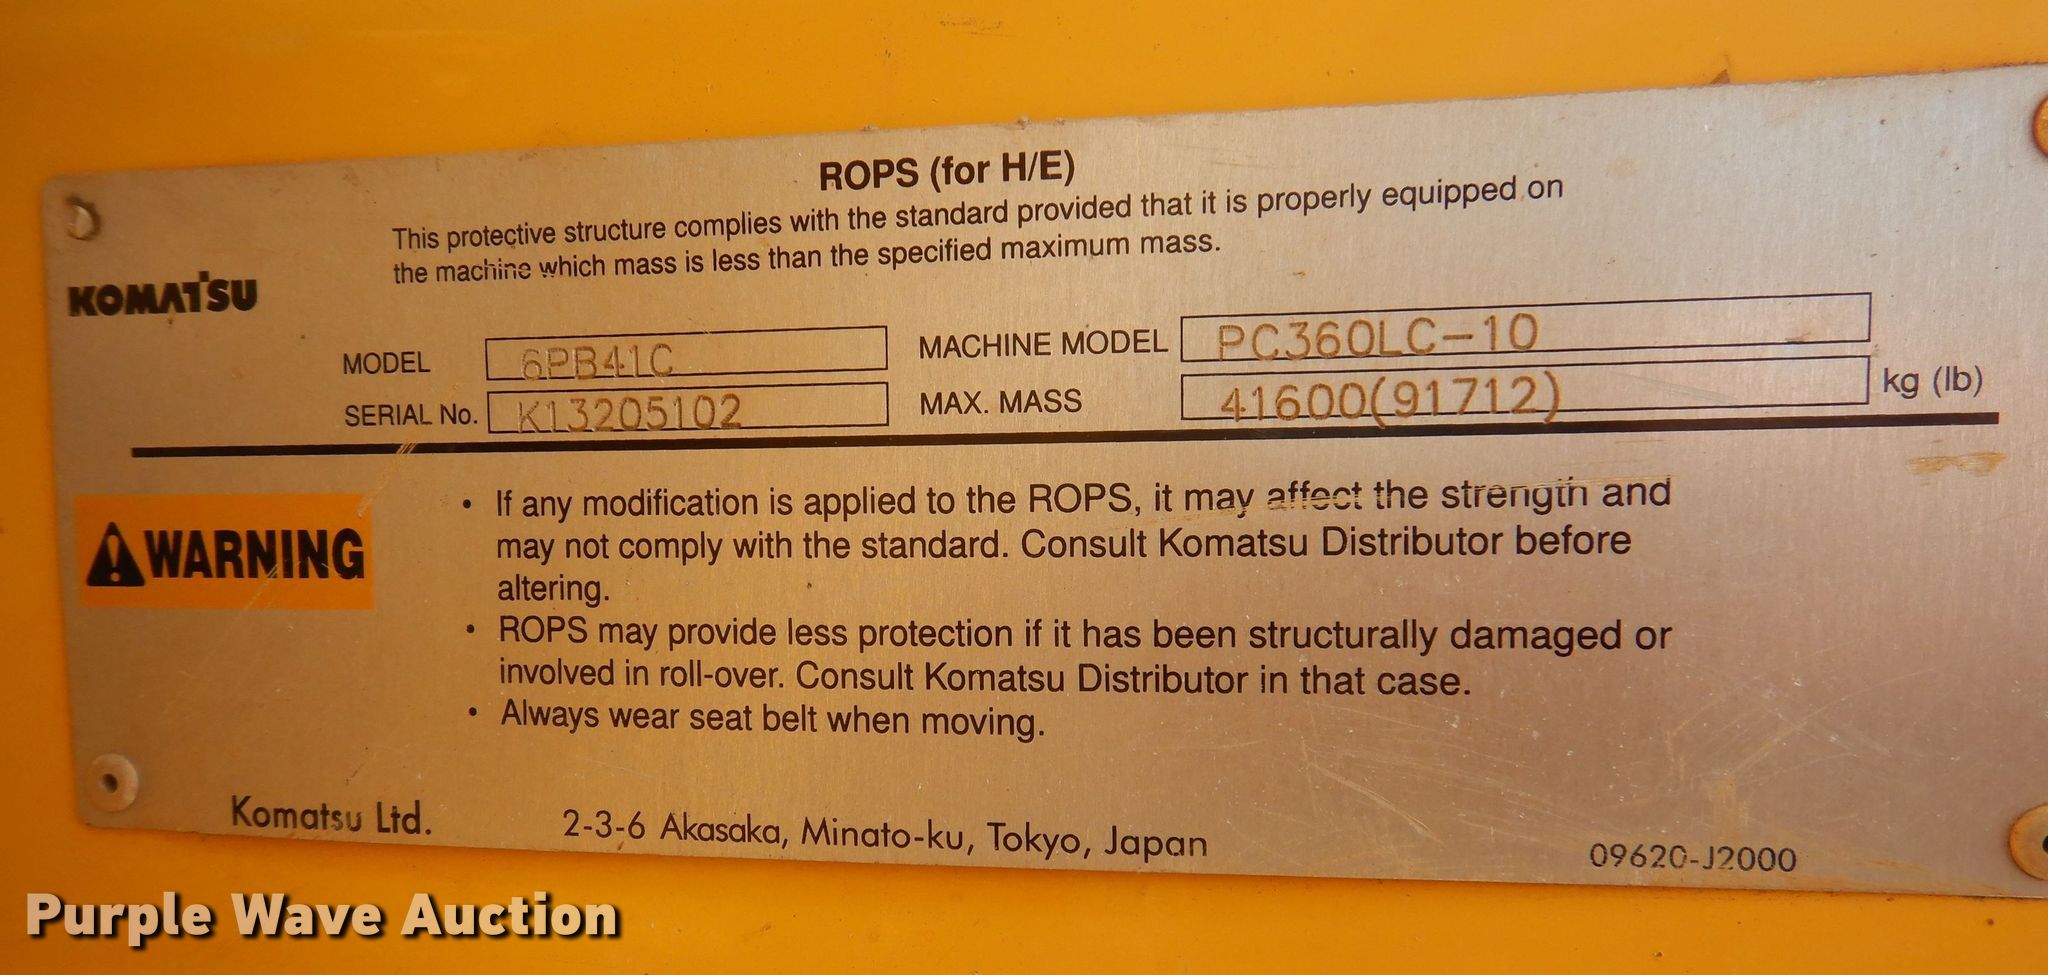 ROPS (for H/E)
This protective structure complies with the standard provided that it is properly equipped on
the machine which mass is less than the specified maximum mass.
KOMATSU
MODEL 6PB41C MACHINE MODEL PC360LC-10
SERIAL No. K13205102 MAX. MASS 41600(91712) kg (lb)
WARNING
• If any modification is applied to the ROPS, it may affect the strength and
may not comply with the standard. Consult Komatsu Distributor before
altering.
• ROPS may provide less protection if it has been structurally damaged or
involved in roll-over. Consult Komatsu Distributor in that case.
• Always wear seat belt when moving.
Komatsu Ltd. 2-3-6 Akasaka, Minato-ku, Tokyo, Japan
09620-J2000
Purple Wave Auction